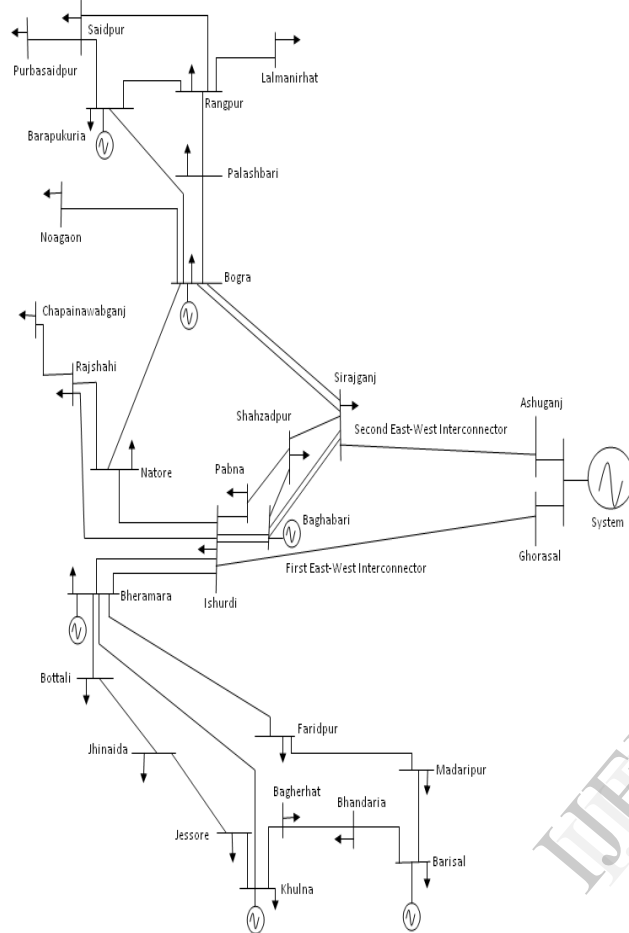 Saidpur
Purbasaidpur
Lalmanirhat
Rangpur
Barapukuria
Palashbari
Noagaon
Bogra
Chapainawabganj
Rajshahi
Sirajganj
Shahzadpur
Ashuganj
Second East-West Interconnector
Natore
Pabna
Baghabari
System
Ghorasal
First East-West Interconnector
Ishurdi
Bheramara
Bottali
Faridpur
Jhinaida
Madaripur
Bagherhat
Bhandaria
Jessore
Barisal
Khulna